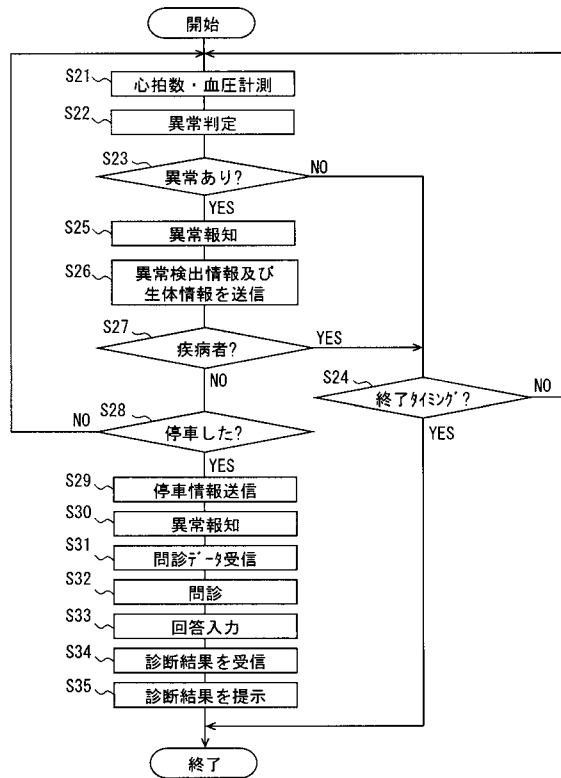 開始
S21
心拍数・血圧計測
S22
異常判定
S23
異常あり?
NO
YES
S25
異常報知
S26
異常検出情報及び
生体情報を送信
S27
疾病者?
YES
NO
S24
終了ﾀｲﾐﾝｸﾞ?
NO
YES
S28
NO
停車した?
YES
S29
停車情報送信
S30
異常報知
S31
問診ﾃﾞｰﾀ受信
S32
問診
S33
回答入力
S34
診断結果を受信
S35
診断結果を提示
終了